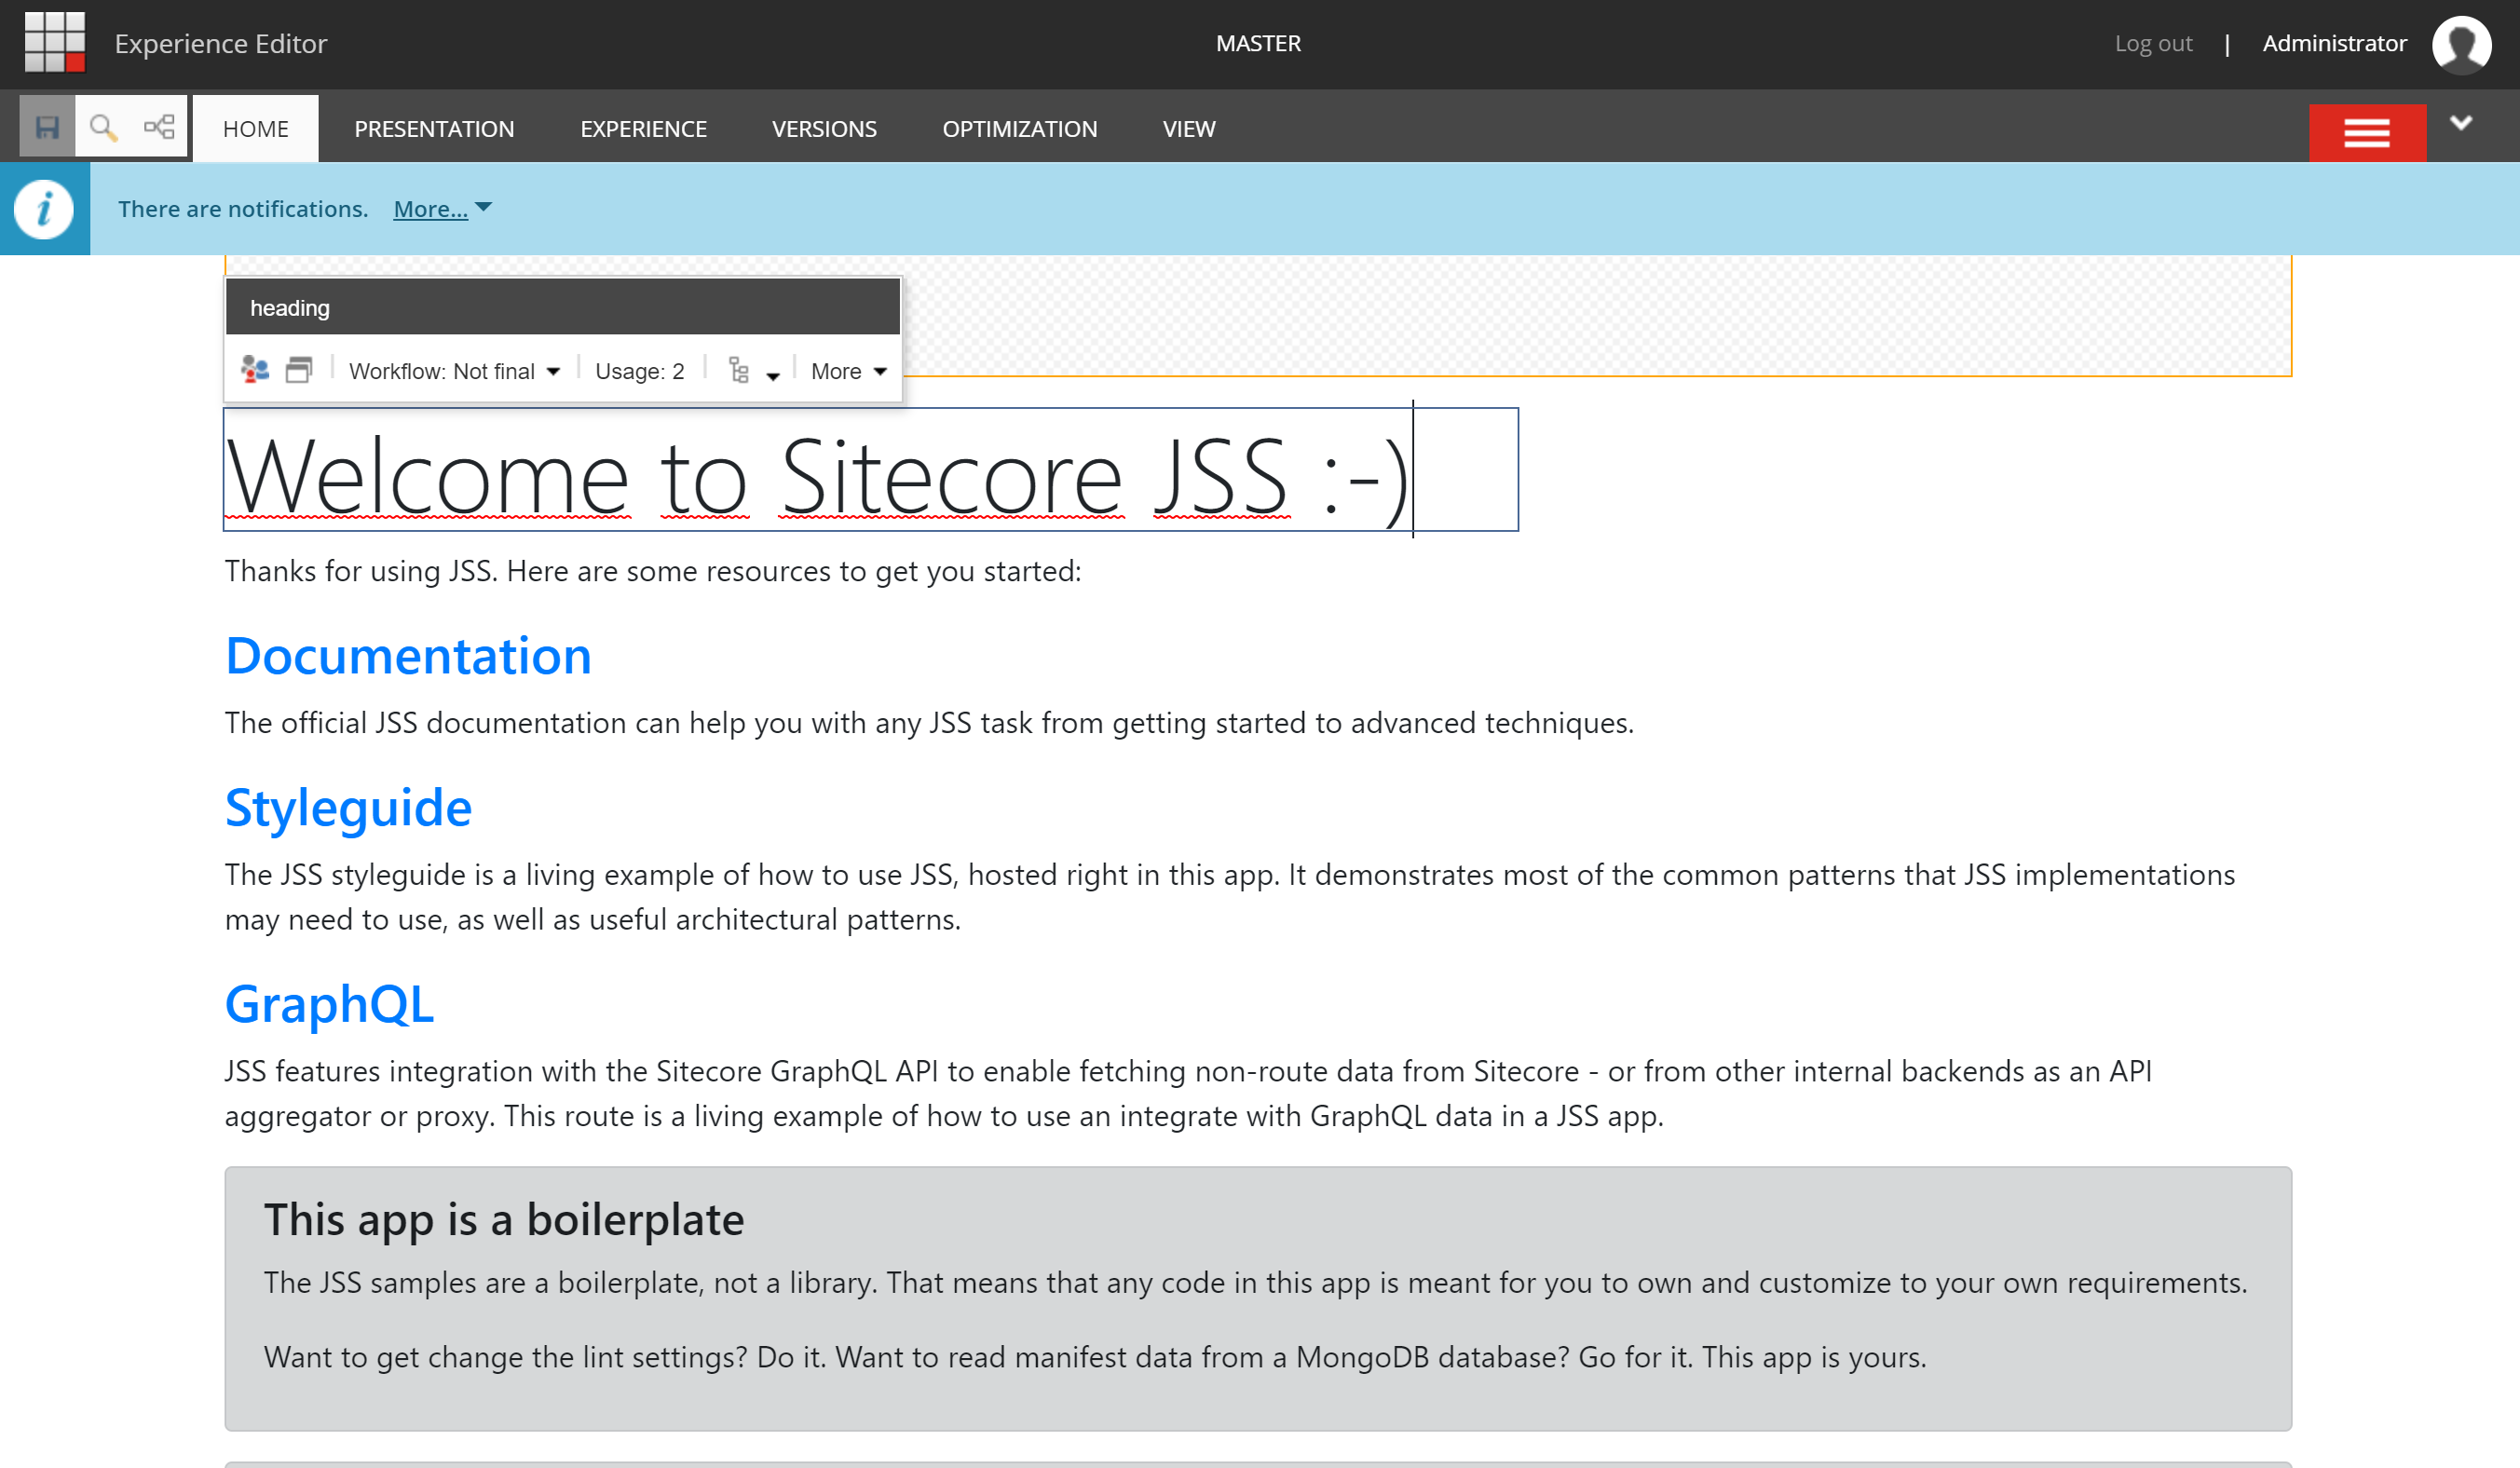 Experience Editor
MASTER
Log out | Administrator
HOME PRESENTATION EXPERIENCE VERSIONS OPTIMIZATION VIEW
i There are notifications. More...
heading
Workflow: Not final Usage: 2 More
Welcome to Sitecore JSS :-)
Thanks for using JSS. Here are some resources to get you started:
Documentation
The official JSS documentation can help you with any JSS task from getting started to advanced techniques.
Styleguide
The JSS styleguide is a living example of how to use JSS, hosted right in this app. It demonstrates most of the common patterns that JSS implementations
may need to use, as well as useful architectural patterns.
GraphQL
JSS features integration with the Sitecore GraphQL API to enable fetching non-route data from Sitecore - or from other internal backends as an API
aggregator or proxy. This route is a living example of how to use an integrate with GraphQL data in a JSS app.
This app is a boilerplate
The JSS samples are a boilerplate, not a library. That means that any code in this app is meant for you to own and customize to your own requirements.
Want to get change the lint settings? Do it. Want to read manifest data from a MongoDB database? Go for it. This app is yours.